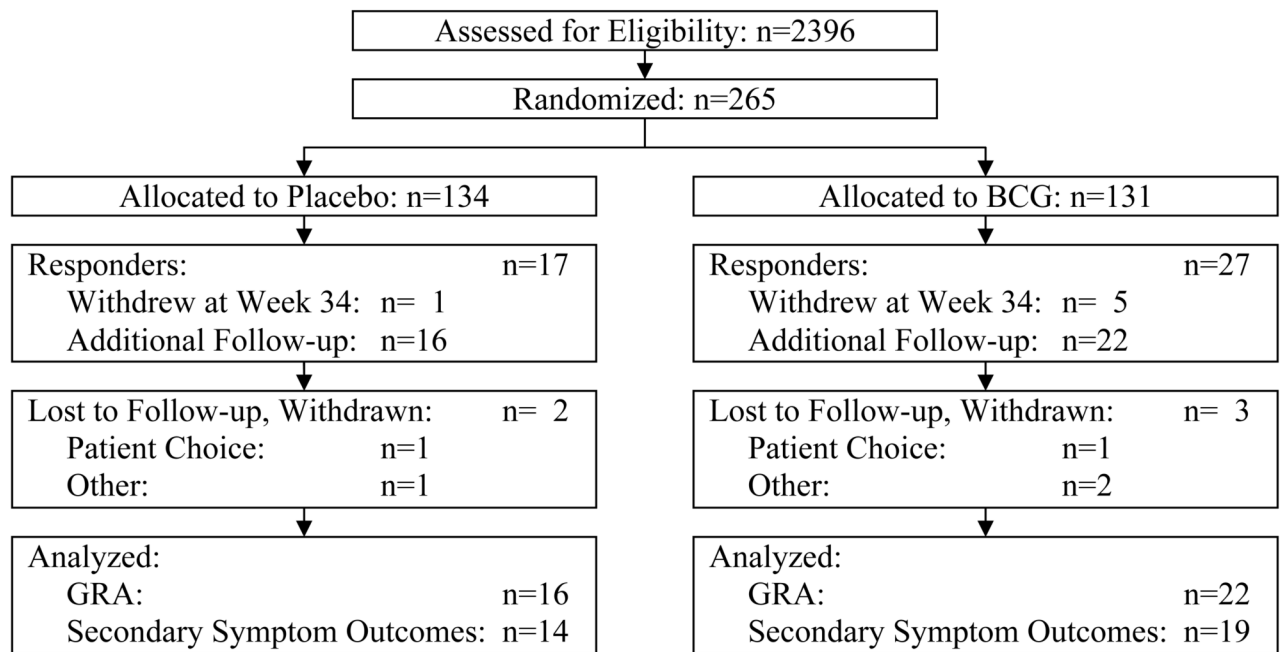 Assessed for Eligibility: n=2396
Randomized: n=265
Allocated to Placebo: n=134
Responders: n=17
Withdrew at Week 34: n= 1
Additional Follow-up: n=16
Lost to Follow-up, Withdrawn: n= 2
Patient Choice: n=1
Other: n=1
Analyzed:
GRA: n=16
Secondary Symptom Outcomes: n=14
Allocated to BCG: n=131
Responders: n=27
Withdrew at Week 34: n= 5
Additional Follow-up: n=22
Lost to Follow-up, Withdrawn: n= 3
Patient Choice: n=1
Other: n=2
Analyzed:
GRA: n=22
Secondary Symptom Outcomes: n=19